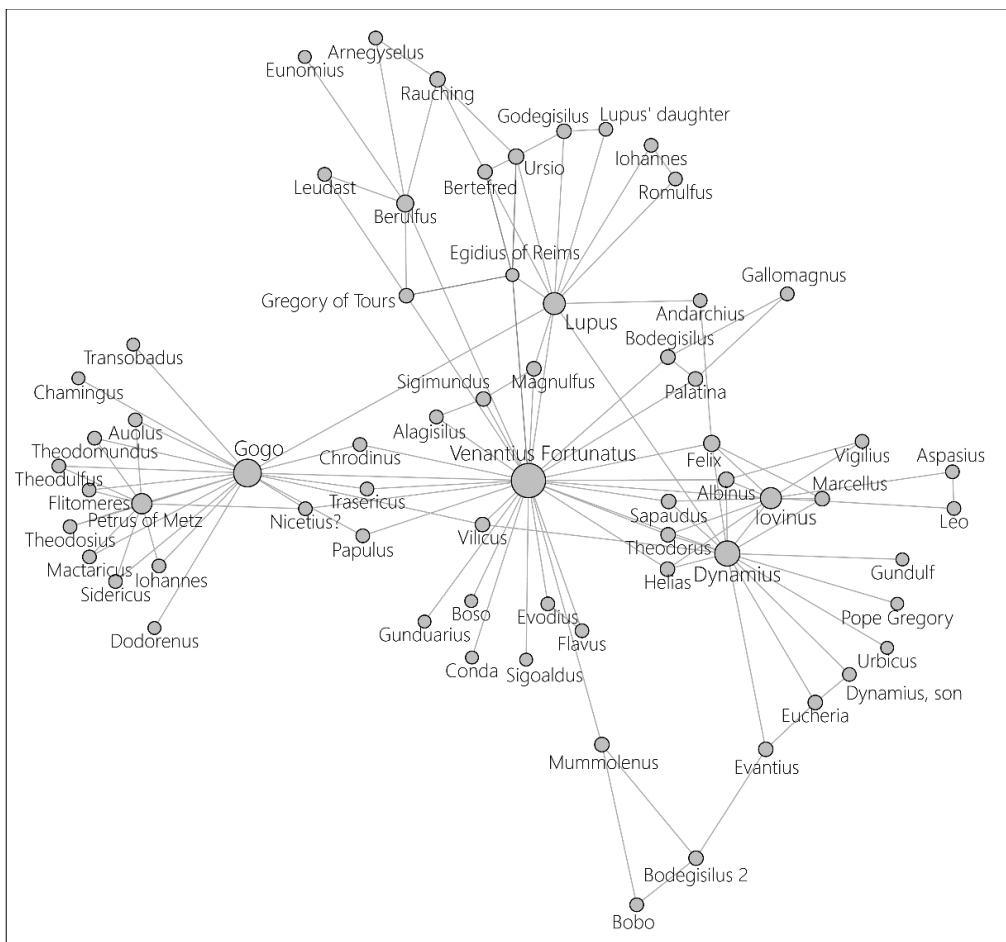 Arnegyselus
Eunomius
Rauching
Godegisilus
Lupus' daughter
Iohannes
Ursio
Leudast
Bertefred
Romulfus
Berulfus
Egidius of Reims
Gallomagnus
Gregory of Tours
Andarchius
Lupus
Bodegisilus
Transobadus
Magnulfus
Sigimundus
Chamingus
Palatina
Alagisilus
Auolus
Gogo
Venantius Fortunatus
Theodomundus
Chrodinus
Felix
Vigilius
Aspasius
Theodulfus
Albinus
Marcellus
Flitomeres
Trasericus
Petrus of Metz
Nicetius?
Sapaudus
Iovinus
Leo
Theodosius
Papulus
Vilicus
Theodorus
Mactaricus
Iohannes
Helias
Dynamius
Gundulf
Sidericus
Boso
Evodius
Pope Gregory
Dodorenus
Gunduarius
Flavus
Conda
Sigoaldus
Urbicus
Dynamius, son
Eucheria
Mummolenus
Evantius
Bodegisilus 2
Bobo